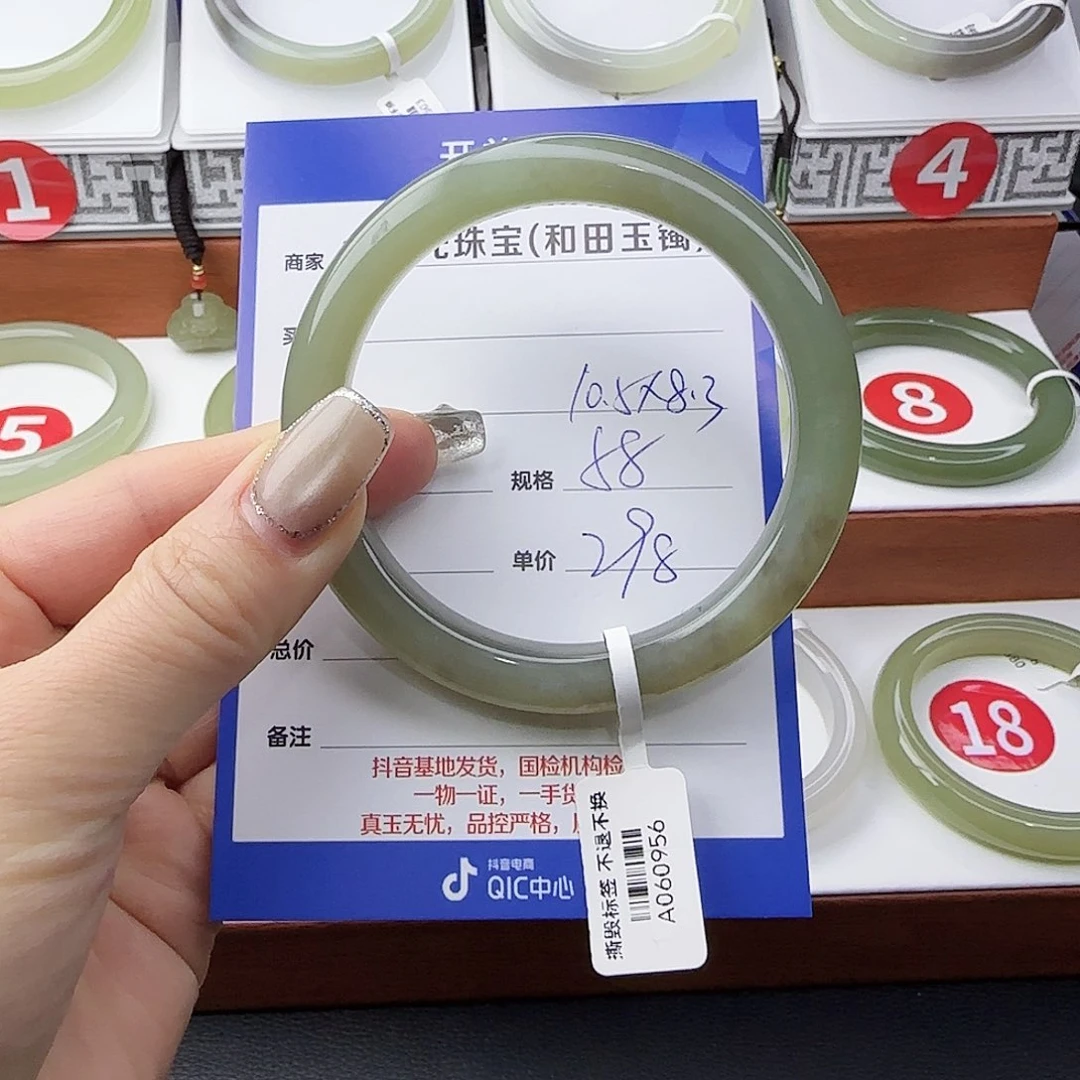 1
4
商家
珠宝(和田玉镯)
10.5X8.3
5
8
规格 58
单价 298
总价
18
备注
抖音基地发货，国检机构检
一物一证，一手货
真玉无忧，品控严格，
抖音电商
QIC中心
撕毁标签 不退不换
A060956